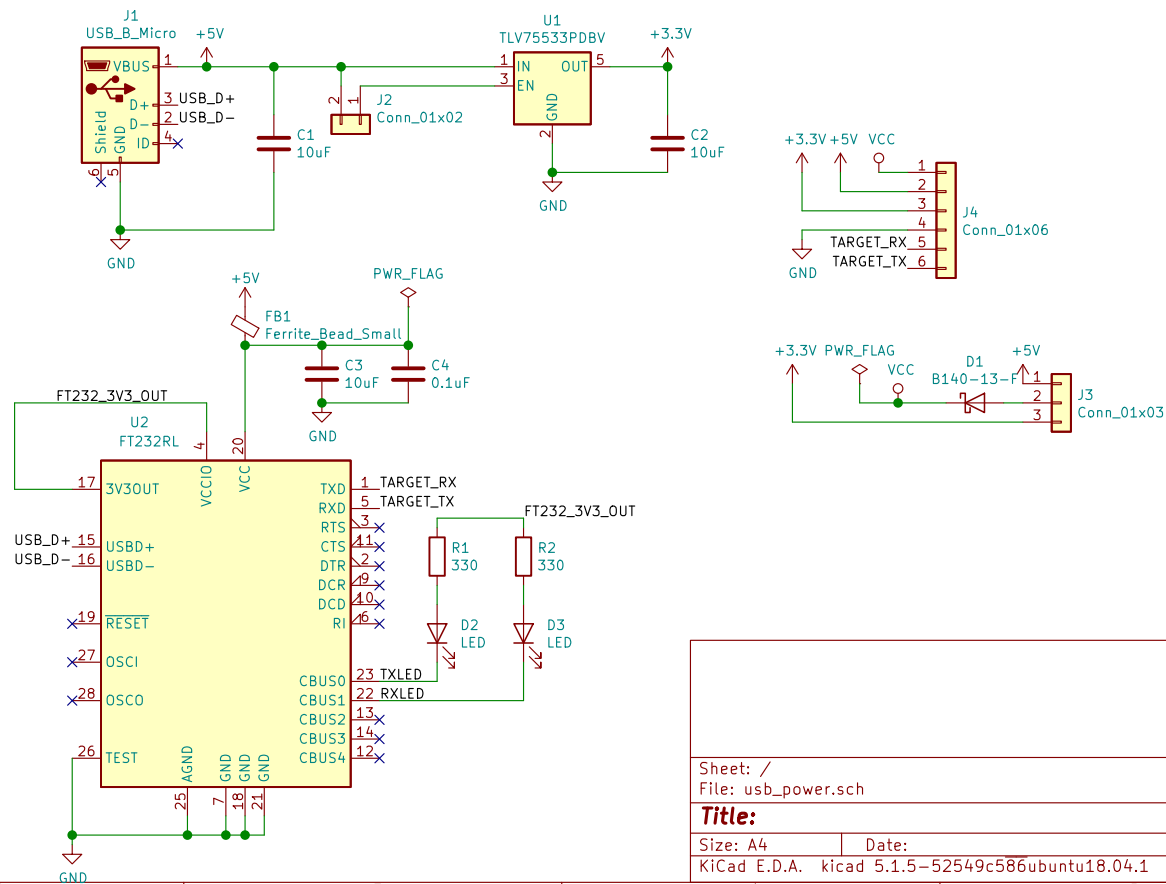 J1
USB_B_Micro
+5V
VBUS 1
D+ 3 USB_D+
D- 2 USB_D-
ID 4
Shield
GND
6
5
GND
C1
10uF
2
1
J2
Conn_01x02
U1
TLV75533PDBV
1 IN
OUT 5
3 EN
GND
2
GND
+3.3V
C2
10uF
+3.3V
+5V
VCC
1
2
3
4
TARGET_RX 5
TARGET_TX 6
J4
Conn_01x06
GND
+5V
FB1
Ferrite_Bead_Small
PWR_FLAG
C3
10uF
C4
0.1uF
GND
+3.3V
PWR_FLAG
VCC
D1
B140-13-F
+5V
1
2
3
J3
Conn_01x03
FT232_3V3_OUT
U2
FT232RL
4
20
VCCIO
VCC
17 3V3OUT
USB_D+ 15 USBD+
USB_D- 16 USBD-
19 RESET
27 OSCI
28 OSCO
26 TEST
TXD 1 TARGET_RX
RXD 5 TARGET_TX
RTS 3
CTS 11
DTR 2
DCR 9
DCD 10
RI 6
CBUS0 23 TXLED
CBUS1 22 RXLED
CBUS2 13
CBUS3 14
CBUS4 12
AGND
GND
GND
GND
25
7
18
21
GND
FT232_3V3_OUT
R1
330
R2
330
D2
LED
D3
LED
Sheet: /
File: usb_power.sch
Title:
Size: A4
Date:
KiCad E.D.A. kicad 5.1.5-52549c586ubuntu18.04.1